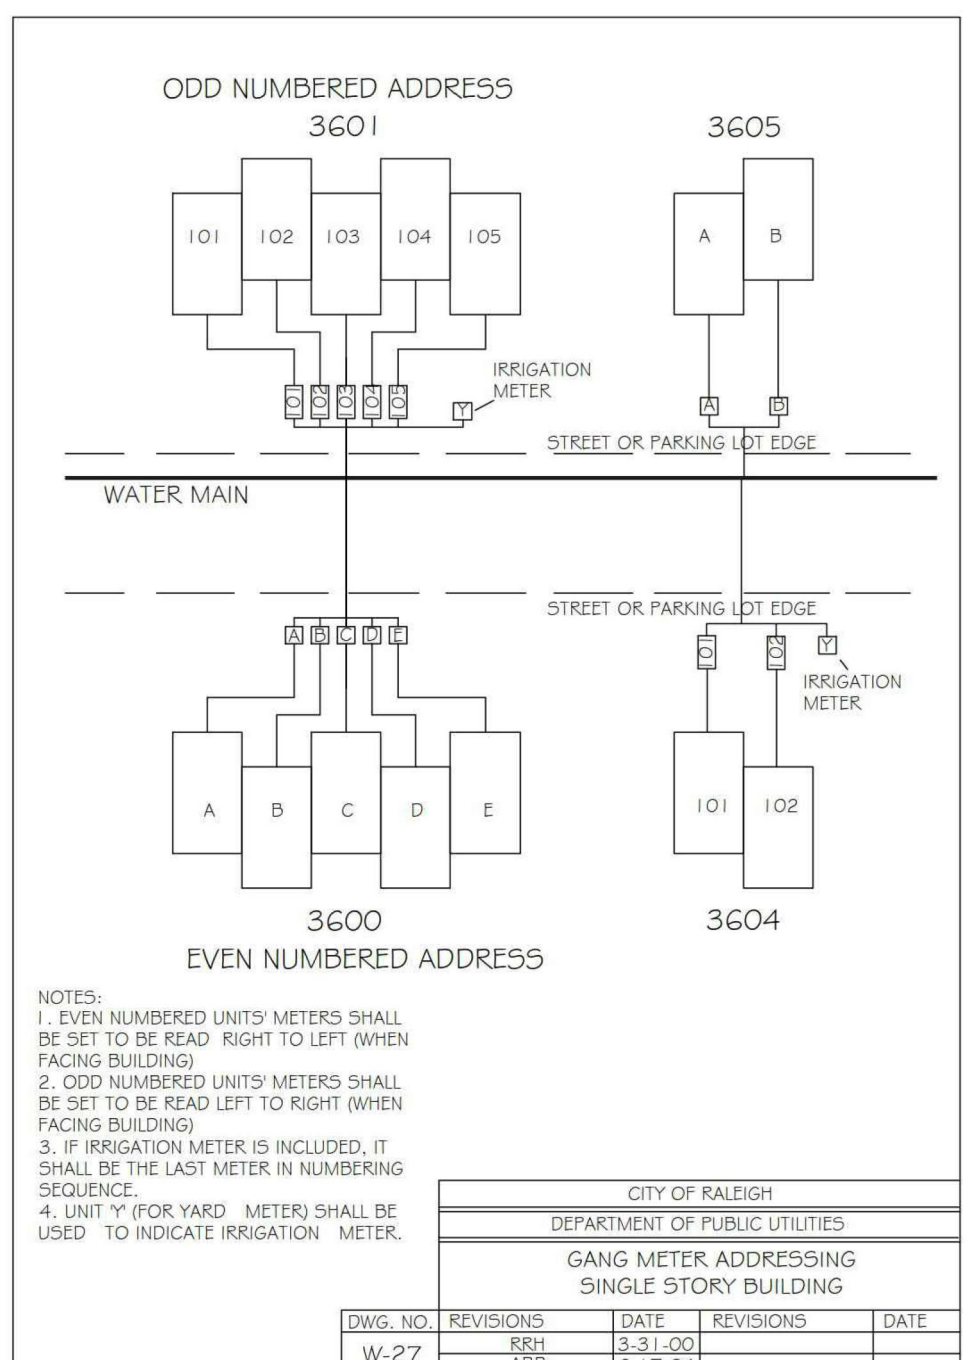 ODD NUMBERED ADDRESS
3601
3605
101 102 103 104 105
A B
IRRIGATION
METER
101 102 103 104 105 Y
A B
STREET OR PARKING LOT EDGE
WATER MAIN
STREET OR PARKING LOT EDGE
A B C D E
101 102 Y
IRRIGATION
METER
A B C D E
101 102
3600
3604
EVEN NUMBERED ADDRESS
NOTES:
1. EVEN NUMBERED UNITS' METERS SHALL
BE SET TO BE READ RIGHT TO LEFT (WHEN
FACING BUILDING)
2. ODD NUMBERED UNITS' METERS SHALL
BE SET TO BE READ LEFT TO RIGHT (WHEN
FACING BUILDING)
3. IF IRRIGATION METER IS INCLUDED, IT
SHALL BE THE LAST METER IN NUMBERING
SEQUENCE.
4. UNIT 'Y' (FOR YARD METER) SHALL BE
USED TO INDICATE IRRIGATION METER.
CITY OF RALEIGH
DEPARTMENT OF PUBLIC UTILITIES
GANG METER ADDRESSING
SINGLE STORY BUILDING
DWG. NO. REVISIONS DATE REVISIONS DATE
W-27 RRH 3-31-00